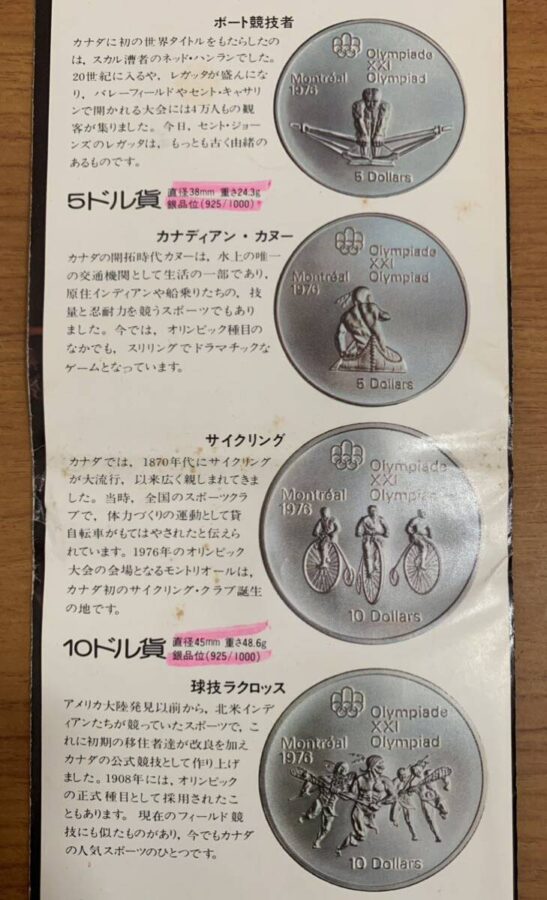 ボート競技者
カナダに初の世界タイトルをもたらしたの
は、スカル漕者のネッド・ハンランでした。
20世紀に入るや、レガッタが盛んにな
り、バレーフィールドやセント・キャサリ
ンで開かれる大会には4万人もの観
客が集りました。今日、セント・ジョー
ンズのレガッタは、もっとも古く由緒の
あるものです。
Olympiade
XXI
Olympiad
Montréal
1976
5 Dollars
5ドル貨
直径38mm 重さ24.3g
銀品位(925/1000)
カナディアン・カヌー
カナダの開拓時代カヌーは、水上の唯一
の交通機関として生活の一部であり、
原住インディアンや船乗りたちの、技
量と忍耐力を競うスポーツでもあり
ました。今では、オリンピック種目の
なかでも、スリリングでドラマチックな
ゲームとなっています。
Olympiade
XXI
Olympiad
Montréal
1976
5 Dollars
サイクリング
カナダでは、1870年代にサイクリング
が大流行、以来広く親しまれてきま
した。当時、全国のスポーツクラ
ブで、体力づくりの運動として貸
自転車がもてはやされたと伝えら
れています。1976年のオリンピック
大会の会場となるモントリオールは、
カナダ初のサイクリング・クラブ誕生
の地です。
Olympiade
XXI
Olympiad
Montréal
1976
10 Dollars
10ドル貨
直径45mm 重さ48.6g
銀品位(925/1000)
球技ラクロッス
アメリカ大陸発見以前から、北米インデ
ィアンたちが競っていたスポーツで、こ
れに初期の移住者達が改良を加え
カナダの公式競技として作り上げ
ました。1908年には、オリンピック
の正式種目として採用されたこ
ともあります。現在のフィールド競
技にも似たものがあり、今でもカナダ
の人気スポーツのひとつです。
Olympiade
XXI
Olympiad
Montréal
1976
10 Dollars